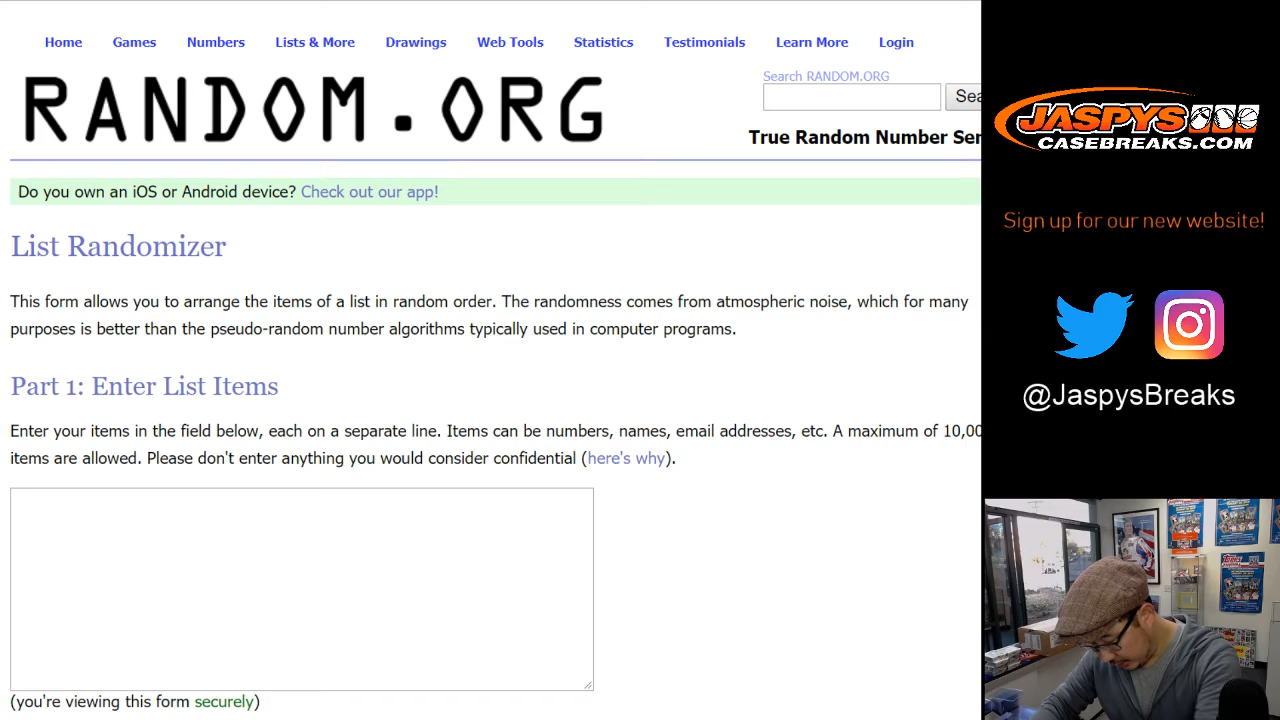 Home Games Numbers Lists & More Drawings Web Tools Statistics Testimonials Learn More Login
RANDOM.ORG
Search RANDOM.ORG
Sea
True Random Number Ser
Do you own an iOS or Android device? Check out our app!
List Randomizer
This form allows you to arrange the items of a list in random order. The randomness comes from atmospheric noise, which for many
purposes is better than the pseudo-random number algorithms typically used in computer programs.
Part 1: Enter List Items
Enter your items in the field below, each on a separate line. Items can be numbers, names, email addresses, etc. A maximum of 10,00
items are allowed. Please don't enter anything you would consider confidential (here's why).
(you're viewing this form securely)
JASPYS
CASEBREAKS.COM
Sign up for our new website!
@JaspysBreaks